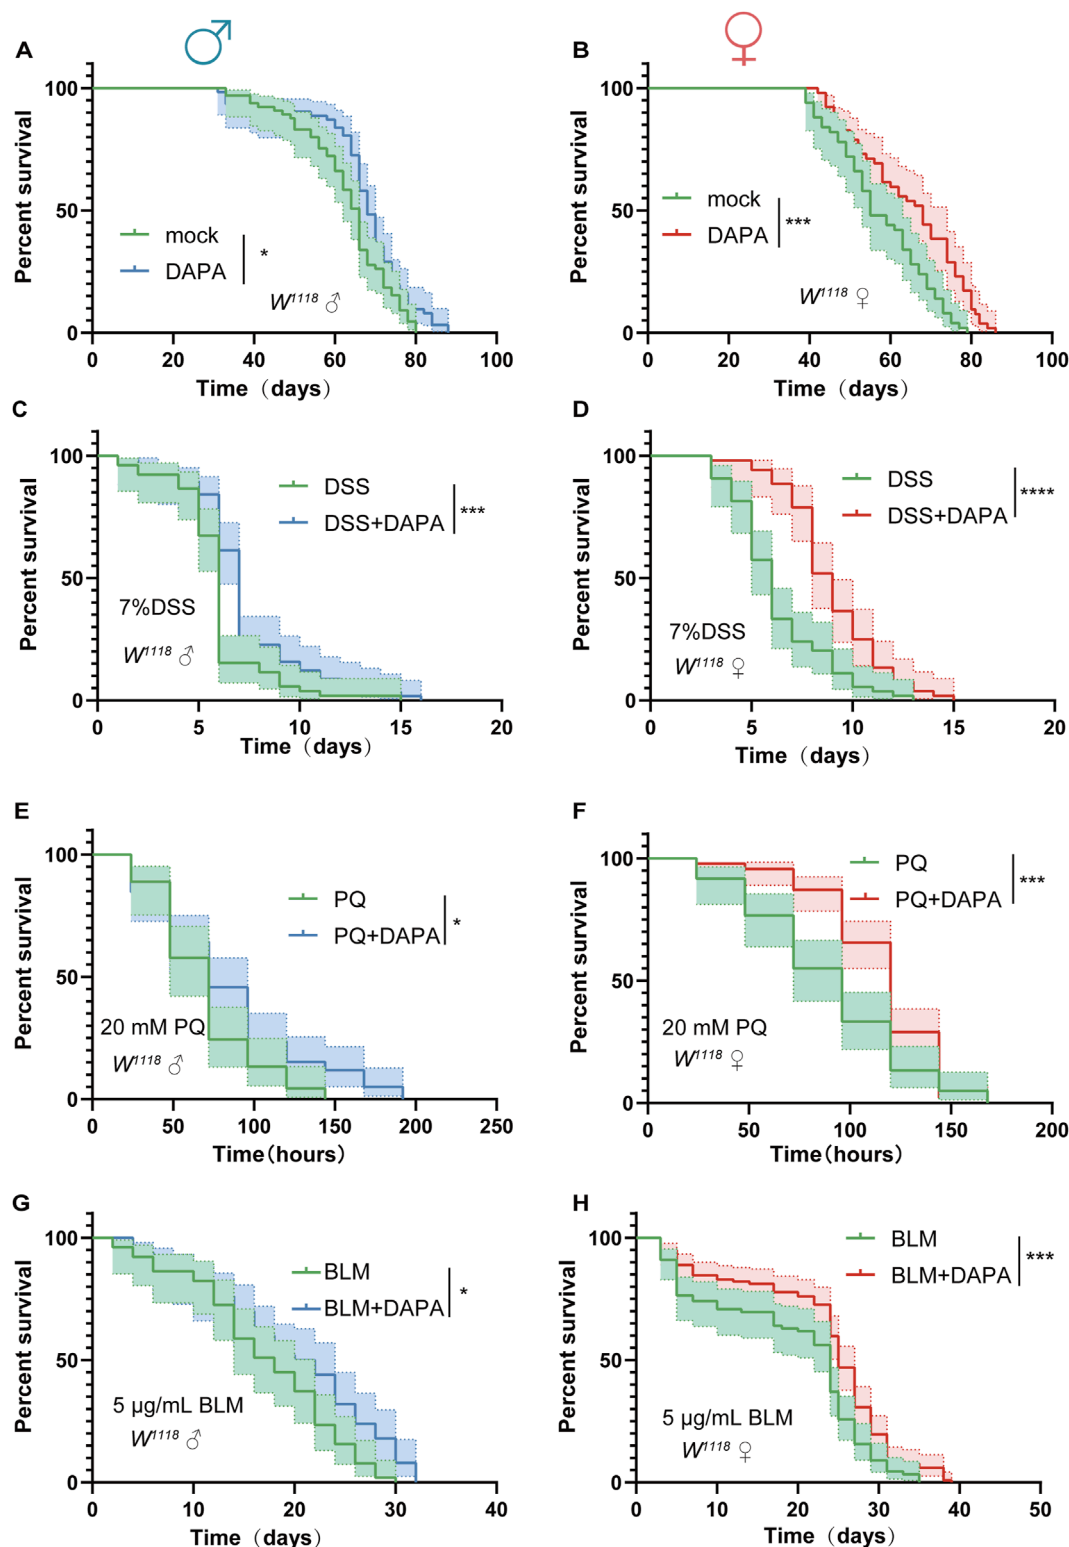 A
100
50
0
Percent survival
mock
DAPA
*
W1118 ♂
0 20 40 60 80 100
Time（days）
B
100
50
0
Percent survival
mock
DAPA
***
W1118 ♀
0 20 40 60 80 100
Time（days）
C
100
50
0
Percent survival
DSS
DSS+DAPA
***
7%DSS
W1118 ♂
0 5 10 15 20
Time（days）
D
100
50
0
Percent survival
DSS
DSS+DAPA
****
7%DSS
W1118 ♀
0 5 10 15 20
Time（days）
E
100
50
0
Percent survival
PQ
PQ+DAPA
*
20 mM PQ
W1118 ♂
0 50 100 150 200 250
Time（hours）
F
100
50
0
Percent survival
PQ
PQ+DAPA
***
20 mM PQ
W1118 ♀
0 50 100 150 200
Time（hours）
G
100
50
0
Percent survival
BLM
BLM+DAPA
*
5 μg/mL BLM
W1118 ♂
0 10 20 30 40
Time（days）
H
100
50
0
Percent survival
BLM
BLM+DAPA
***
5 μg/mL BLM
W1118 ♀
0 10 20 30 40 50
Time（days）